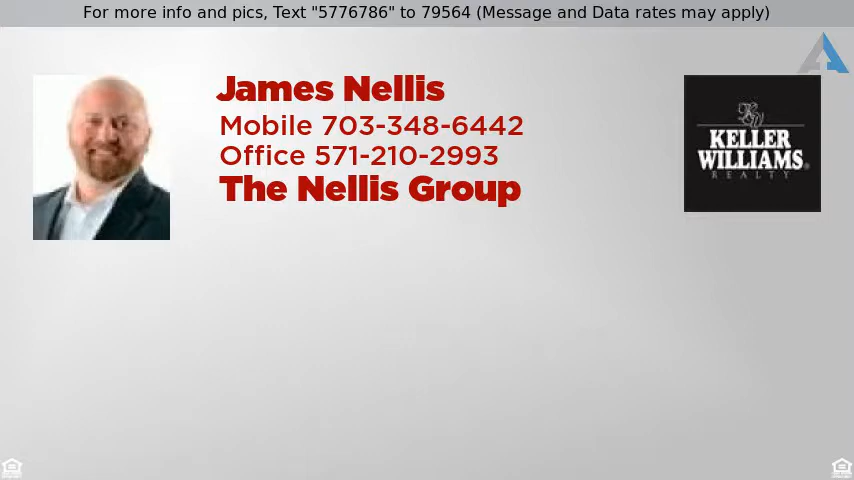 For more info and pics, Text "5776786" to 79564 (Message and Data rates may apply)
James Nellis
Mobile 703-348-6442
Office 571-210-2993
The Nellis Group
KELLER
WILLIAMS®
REALTY